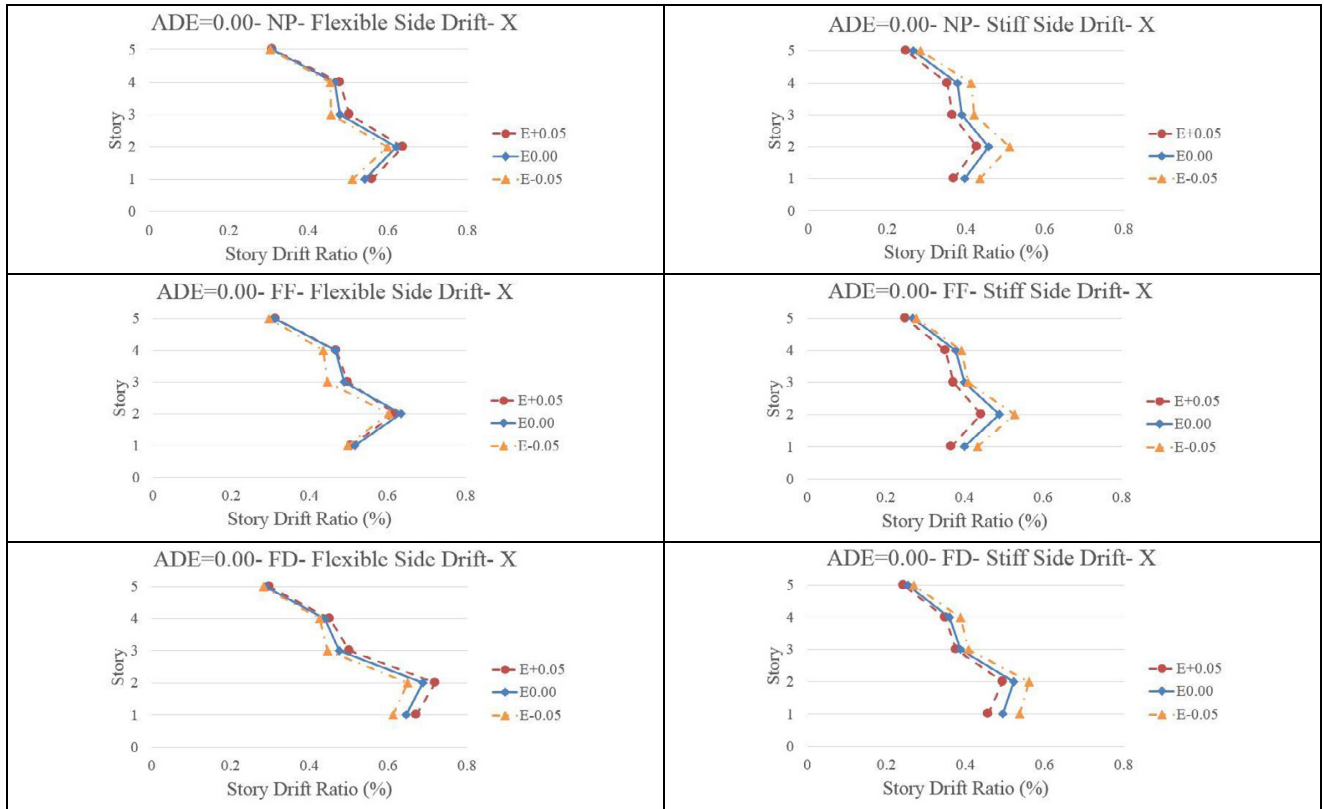 ADE=0.00- NP- Flexible Side Drift- X
5
4
3
2
1
0
Story
0 0.2 0.4 0.6 0.8
Story Drift Ratio (%)
E+0.05
E0.00
E-0.05
ADE=0.00- NP- Stiff Side Drift- X
5
4
3
2
1
0
Story
0 0.2 0.4 0.6 0.8
Story Drift Ratio (%)
E+0.05
E0.00
E-0.05
ADE=0.00- FF- Flexible Side Drift- X
5
4
3
2
1
0
Story
0 0.2 0.4 0.6 0.8
Story Drift Ratio (%)
E+0.05
E0.00
E-0.05
ADE=0.00- FF- Stiff Side Drift- X
5
4
3
2
1
0
Story
0 0.2 0.4 0.6 0.8
Story Drift Ratio (%)
E+0.05
E0.00
E-0.05
ADE=0.00- FD- Flexible Side Drift- X
5
4
3
2
1
0
Story
0 0.2 0.4 0.6 0.8
Story Drift Ratio (%)
E+0.05
E0.00
E-0.05
ADE=0.00- FD- Stiff Side Drift- X
5
4
3
2
1
0
Story
0 0.2 0.4 0.6 0.8
Story Drift Ratio (%)
E+0.05
E0.00
E-0.05